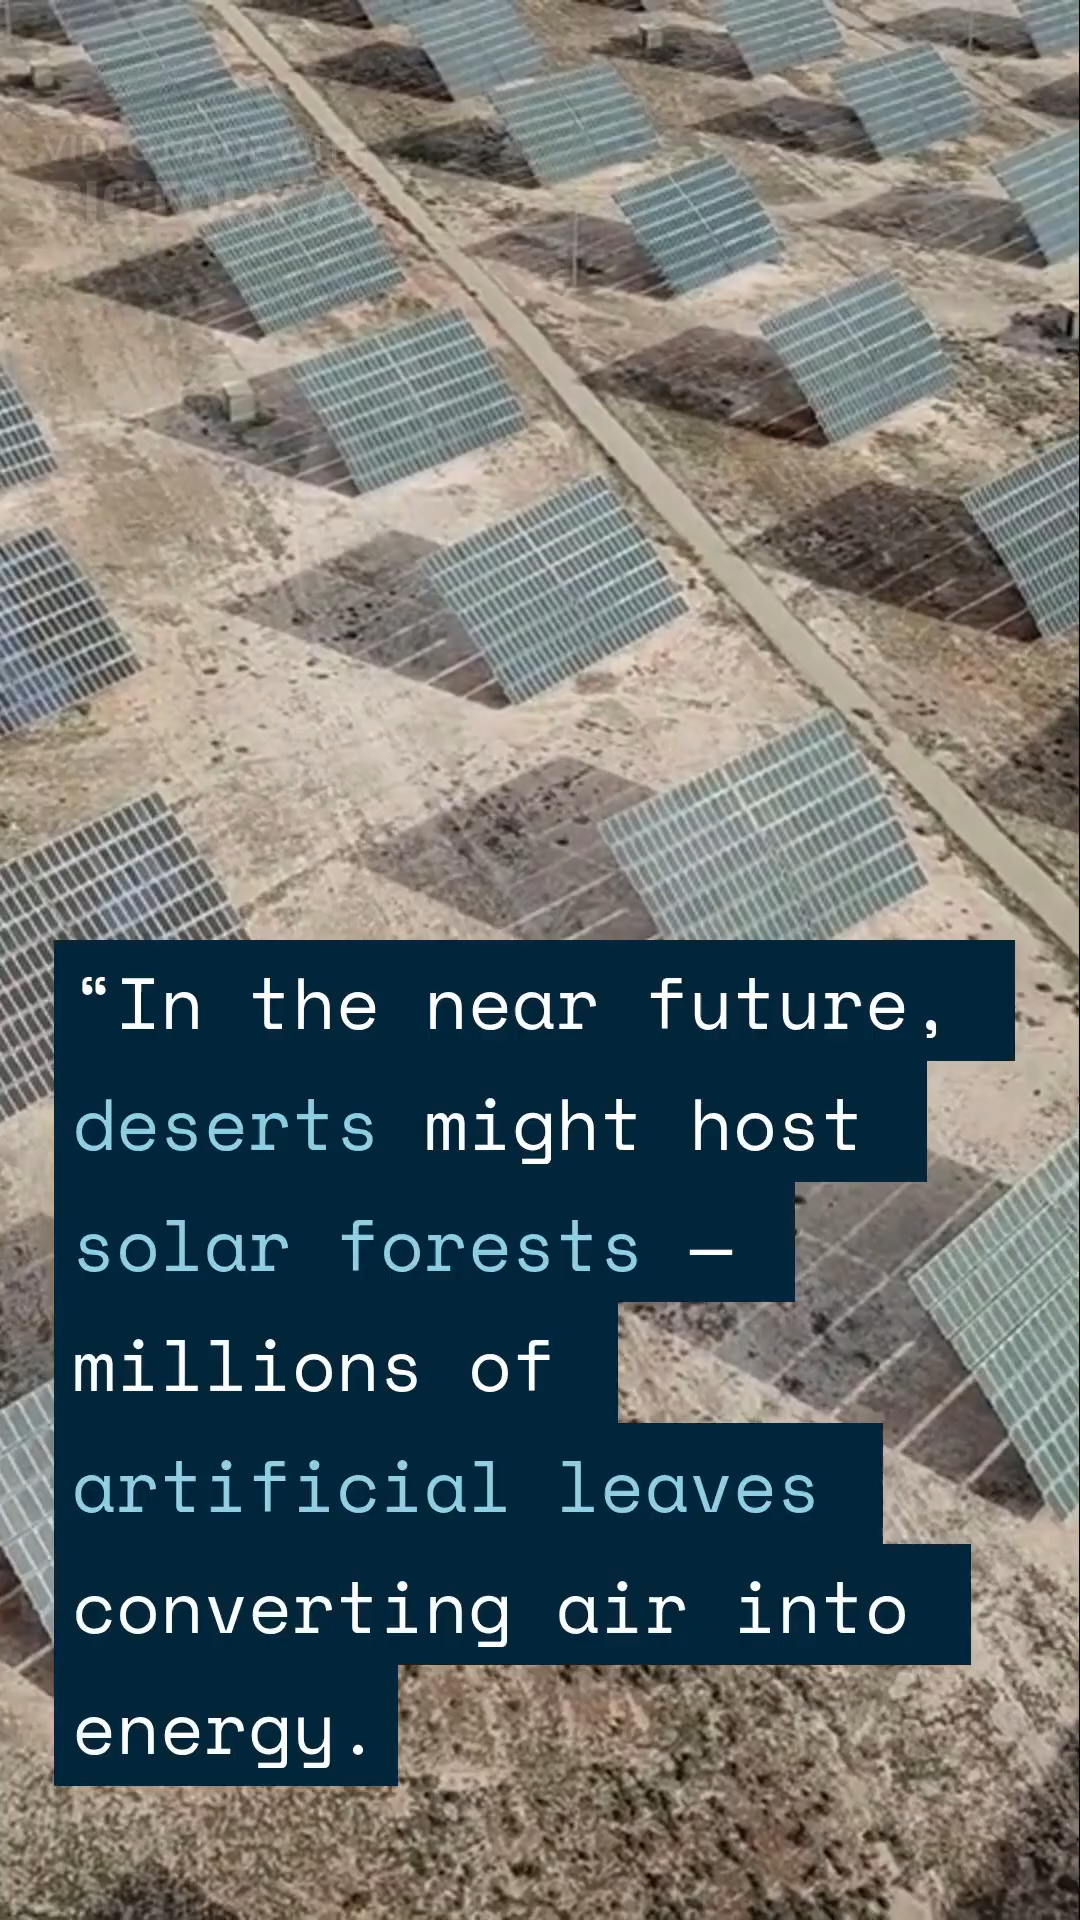 “In the near future,
deserts might host
solar forests —
millions of
artificial leaves
converting air into
energy.